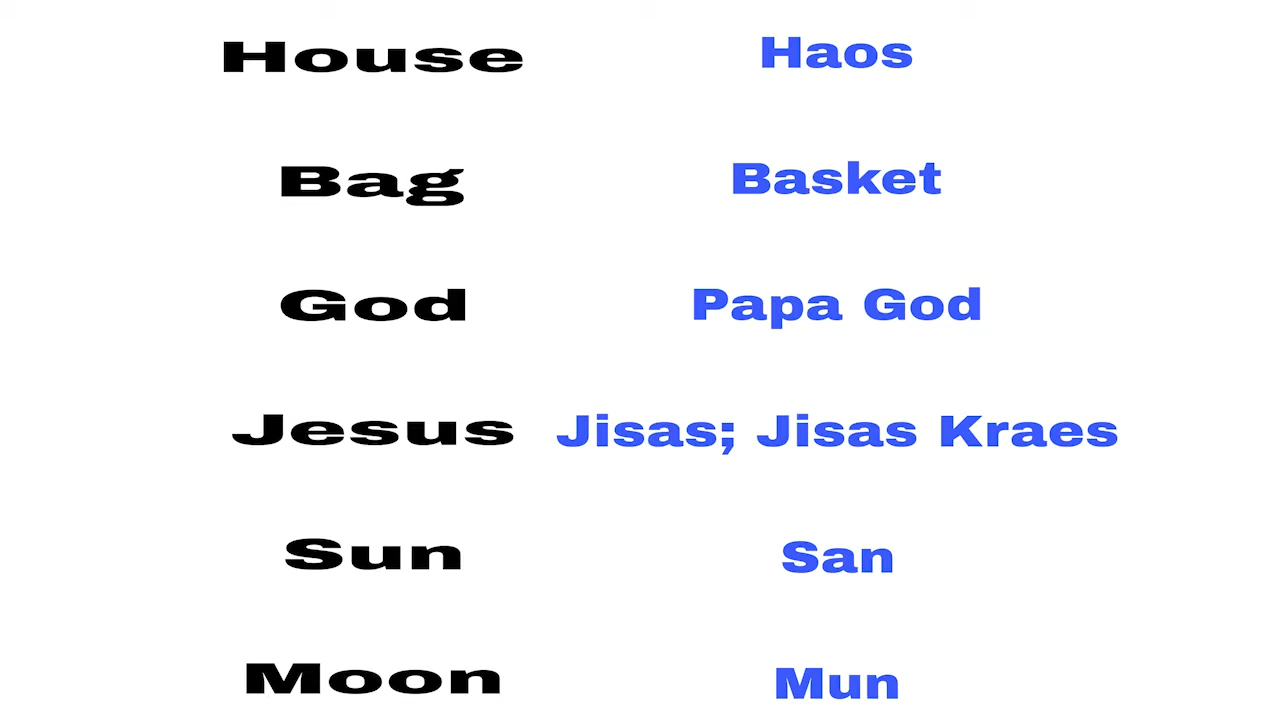 House Haos
Bag Basket
God Papa God
Jesus Jisas; Jisas Kraes
Sun San
Moon Mun